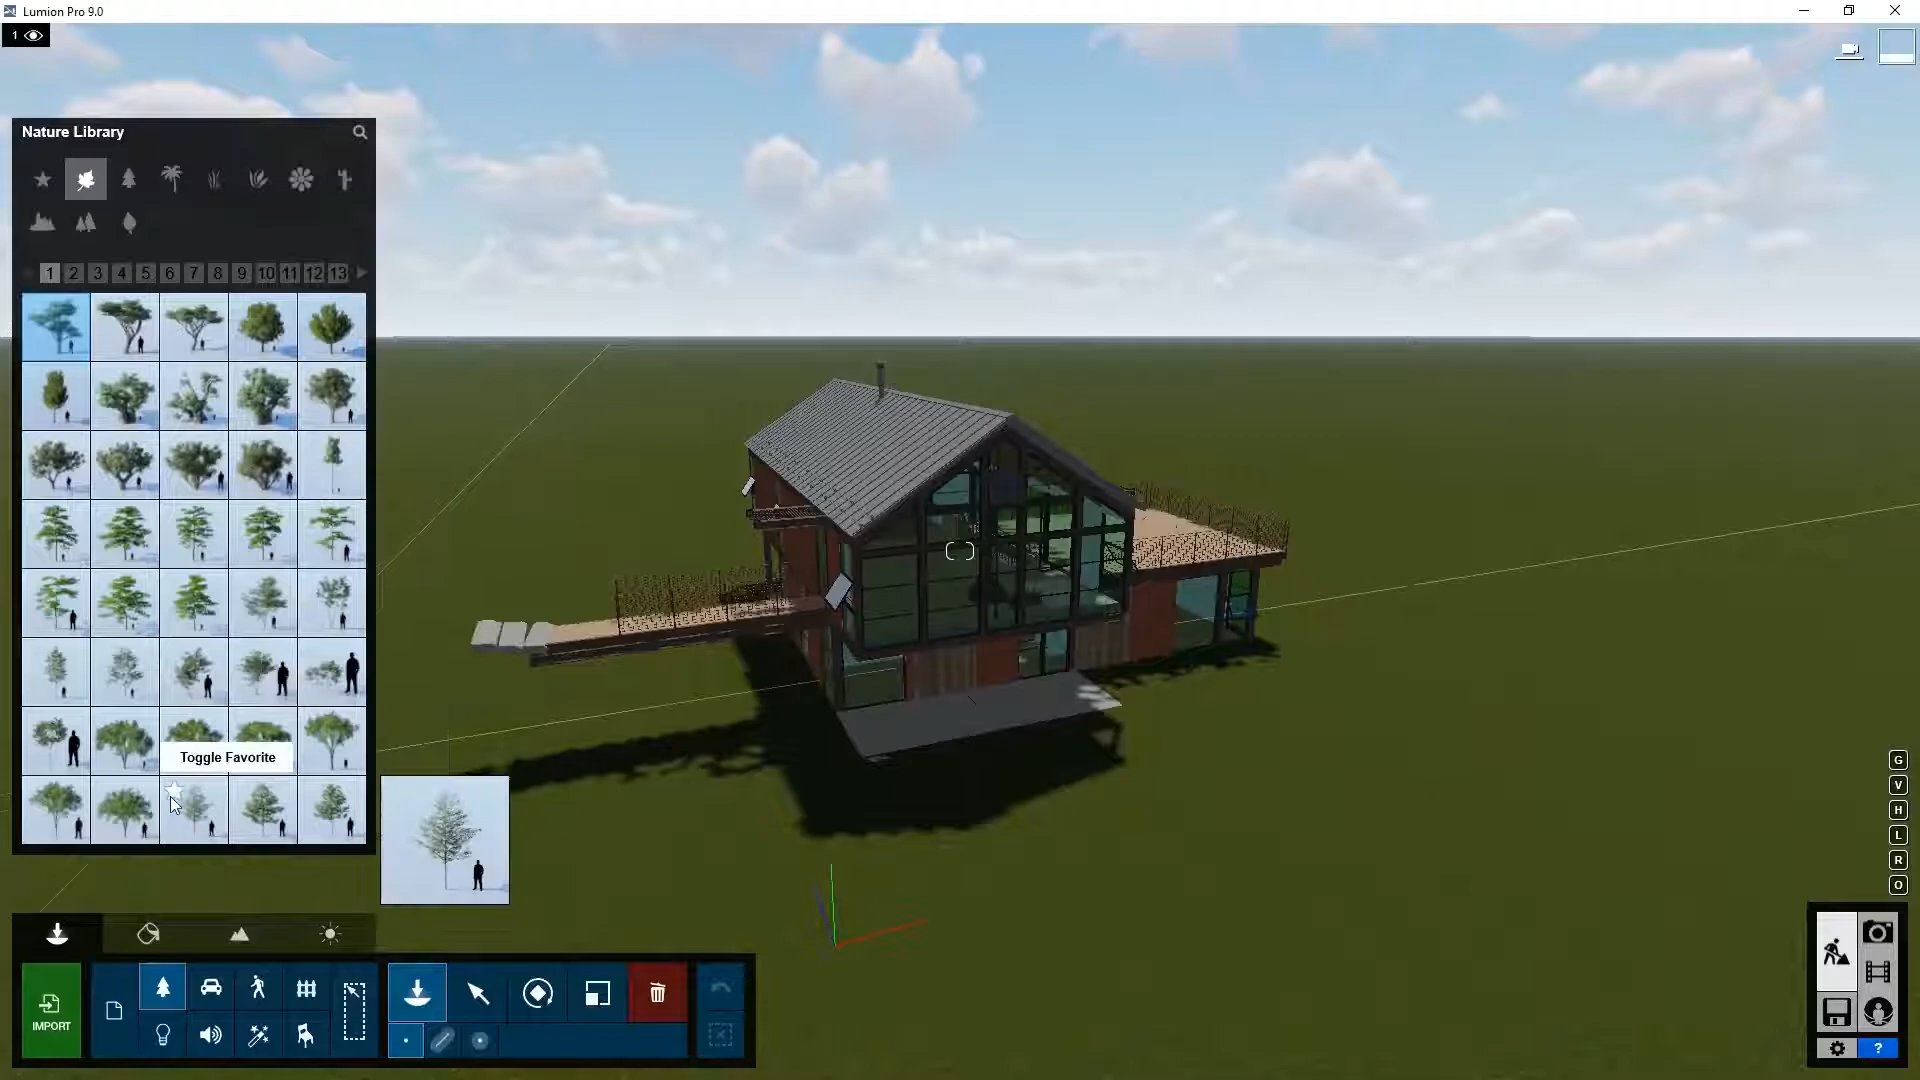 Lumion Pro 9.0
1
Nature Library
1 2 3 4 5 6 7 8 9 10 11 12 13
Toggle Favorite
G
V
H
L
R
O
IMPORT
?